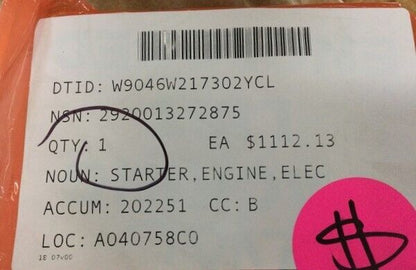 DTID: W9046W217302YCL
NSN: 2920013272875
QTY: 1 EA $1112.13
NOUN: STARTER,ENGINE,ELEC
ACCUM: 202251 CC: B
LOC: A040758C0
$